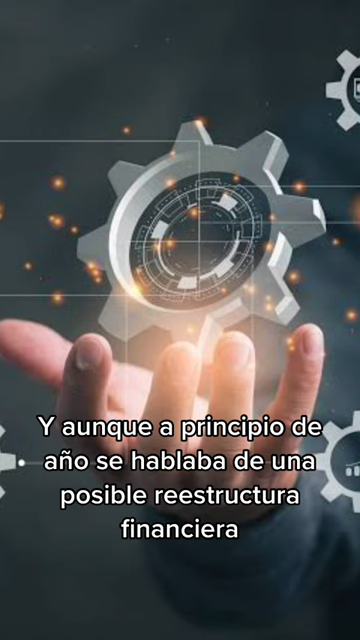 Y aunque a principio de
año se hablaba de una
posible reestructura
financiera